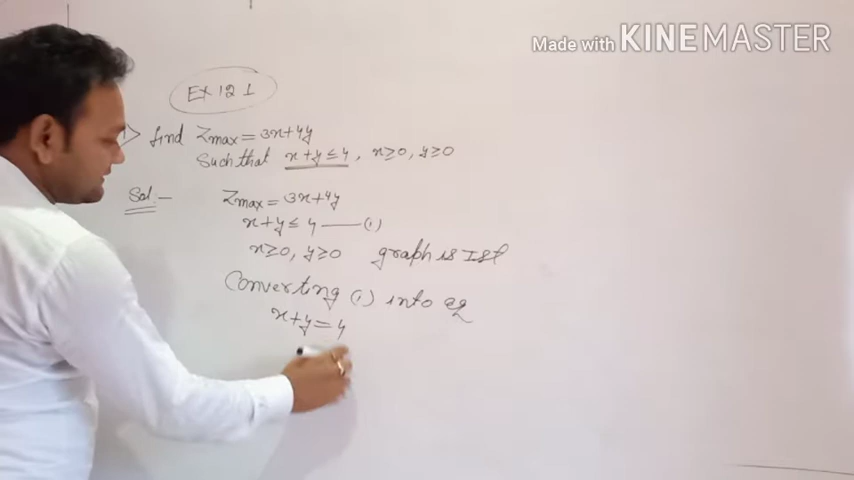 Made with KINEMASTER
Ex 12 1
1> find Zmax = 3x+4y
Such that x+y ≤ 4, x≥0, y≥0
Sol:-
Zmax = 3x+4y
x+y ≤ 4 —— (i)
x≥0, y≥0 graph is Ist
Converting (i) into eq
x+y = 4